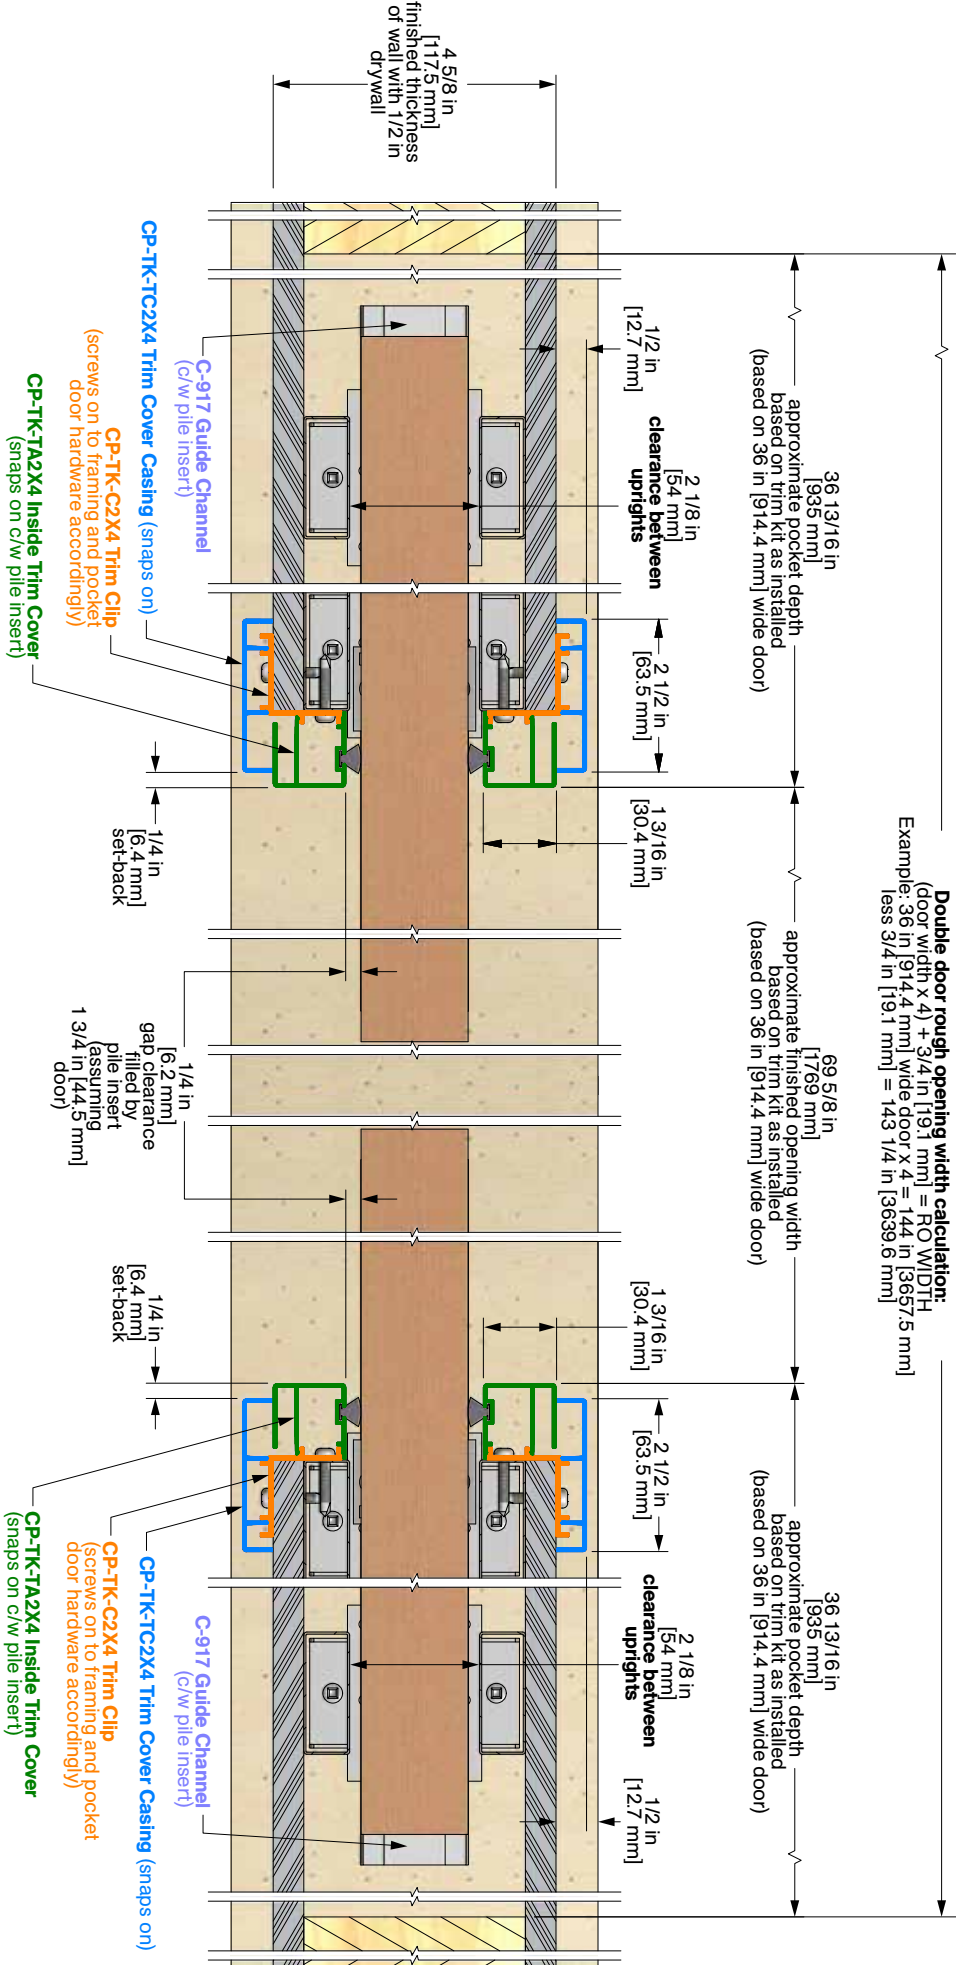 Double door rough opening width calculation:
(door width x 4) + 3/4 in [19.1 mm] = RO WIDTH
Example: 36 in [914.4 mm] wide door x 4 = 144 in [3657.5 mm]
less 3/4 in [19.1 mm] = 143 1/4 in [3639.6 mm]
36 13/16 in
[935 mm]
approximate pocket depth
based on trim kit as installed
(based on 36 in [914.4 mm] wide door)
69 5/8 in
[1769 mm]
approximate finished opening width
based on trim kit as installed
(based on 36 in [914.4 mm] wide door)
36 13/16 in
[935 mm]
approximate pocket depth
based on trim kit as installed
(based on 36 in [914.4 mm] wide door)
1/2 in
[12.7 mm]
2 1/8 in
[54 mm]
clearance between
uprights
2 1/2 in
[63.5 mm]
1 3/16 in
[30.4 mm]
1 3/16 in
[30.4 mm]
2 1/2 in
[63.5 mm]
2 1/8 in
[54 mm]
clearance between
uprights
1/2 in
[12.7 mm]
4 5/8 in
[117.5 mm]
finished thickness
of wall with 1/2 in
drywall
C-917 Guide Channel
(c/w pile insert)
CP-TK-TC2X4 Trim Cover Casing (snaps on)
CP-TK-C2X4 Trim Clip
(screws on to framing and pocket
door hardware accordingly)
CP-TK-TA2X4 Inside Trim Cover
(snaps on c/w pile insert)
1/4 in
[6.4 mm]
set-back
1/4 in
[6.2 mm]
gap clearance
filled by
pile insert
(assuming
1 3/4 in [44.5 mm]
door)
1/4 in
[6.4 mm]
set-back
C-917 Guide Channel
(c/w pile insert)
CP-TK-TC2X4 Trim Cover Casing (snaps on)
CP-TK-C2X4 Trim Clip
(screws on to framing and pocket
door hardware accordingly)
CP-TK-TA2X4 Inside Trim Cover
(snaps on c/w pile insert)